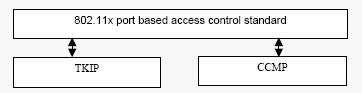 802.11x port based access control standard
TKIP
CCMP